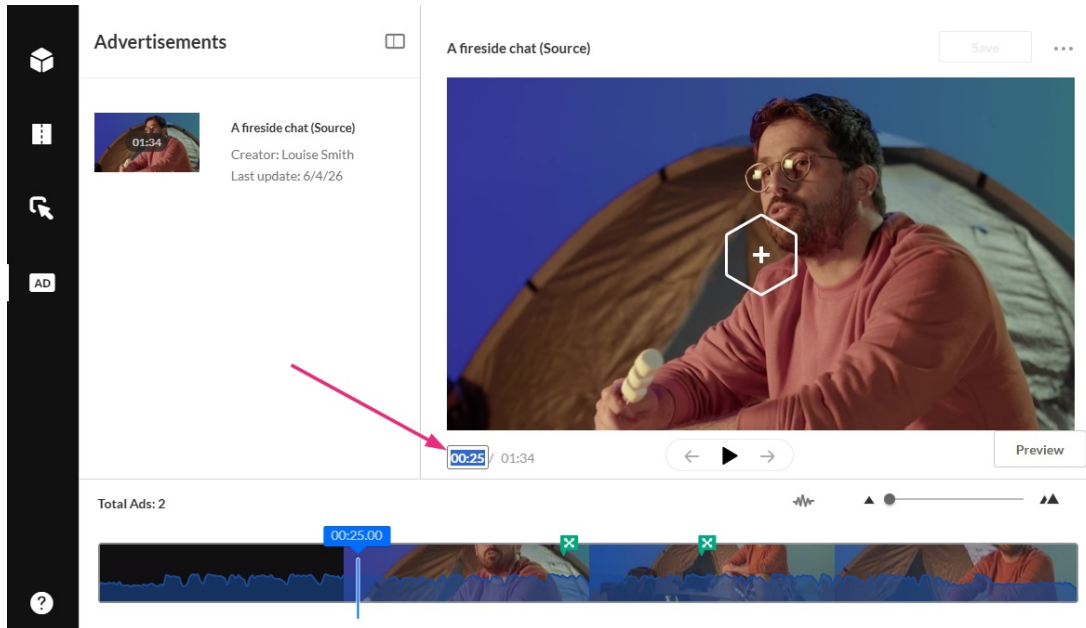 Advertisements
A fireside chat (Source)
Save
01:34
A fireside chat (Source)
Creator: Louise Smith
Last update: 6/4/26
AD
00:25 / 01:34
Preview
Total Ads: 2
00:25.00
?